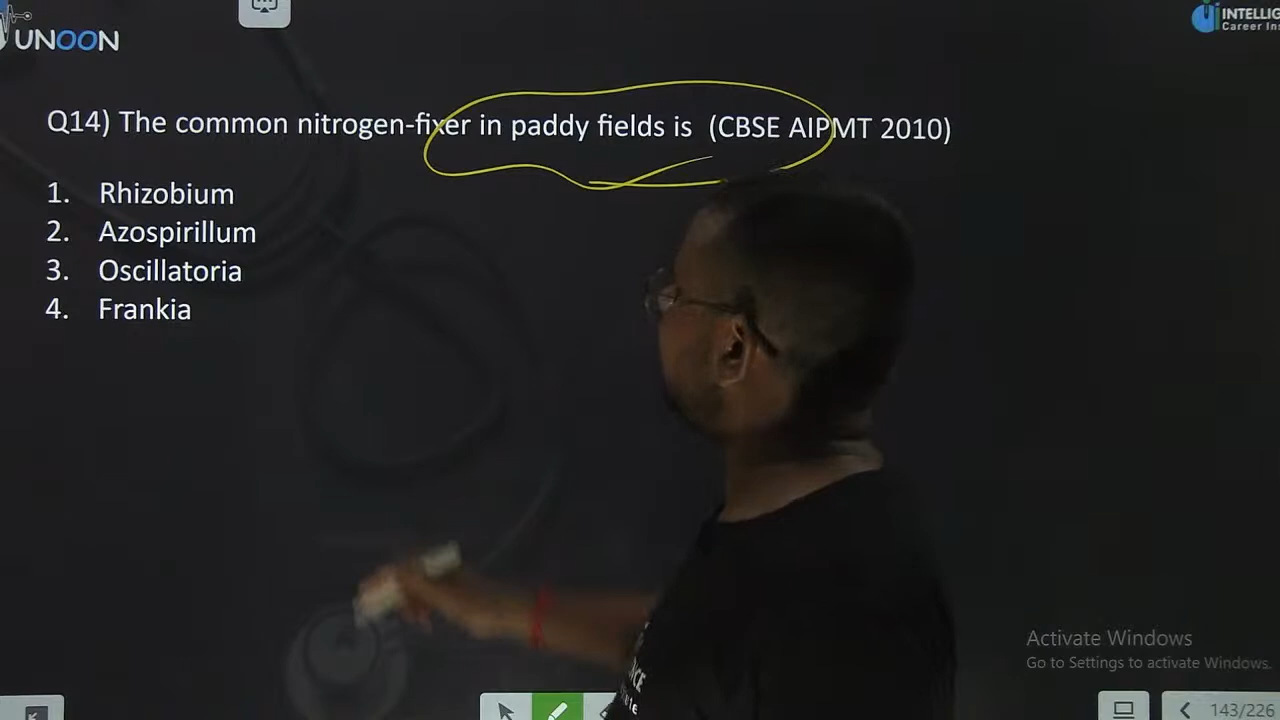 UNOON
INTELLIG
Career Ins
Q14) The common nitrogen-fixer in paddy fields is (CBSE AIPMT 2010)
1. Rhizobium
2. Azospirillum
3. Oscillatoria
4. Frankia
Activate Windows
Go to Settings to activate Windows.
143/226